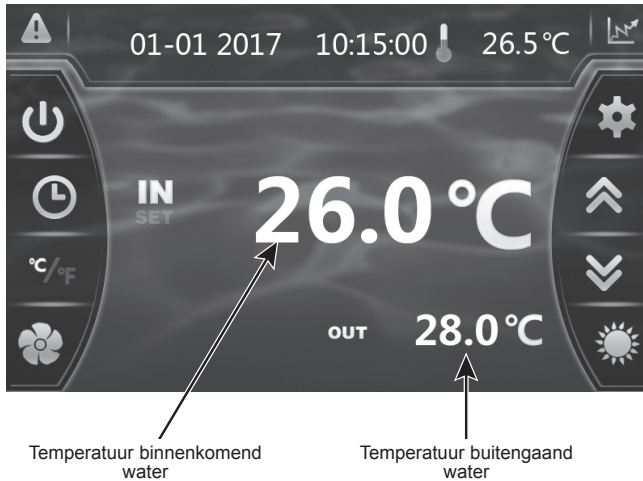 01-01 2017 10:15:00 26.5°C
IN
SET
26.0°C
°C/°F
OUT 28.0°C
Temperatuur binnenkomend
water
Temperatuur buitengaand
water